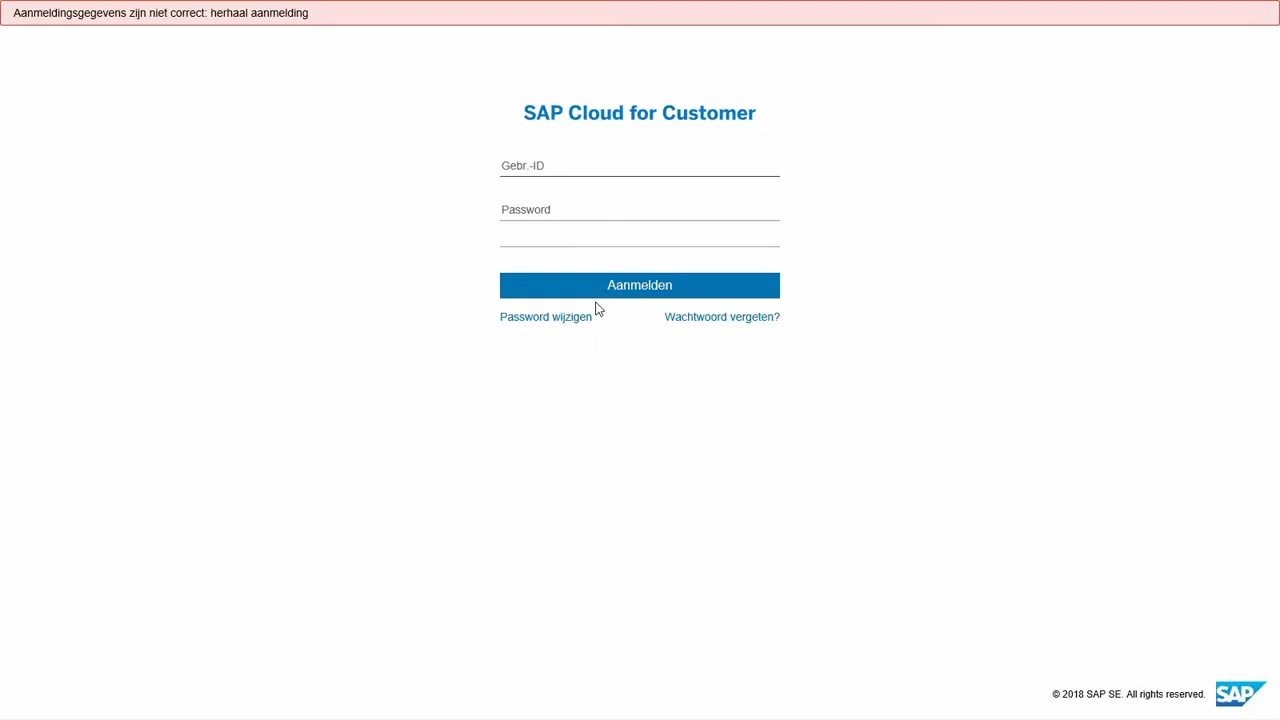 Aanmeldingsgegevens zijn niet correct: herhaal aanmelding
SAP Cloud for Customer
Gebr.-ID
Password
Aanmelden
Password wijzigen
Wachtwoord vergeten?
© 2018 SAP SE. All rights reserved.
SAP